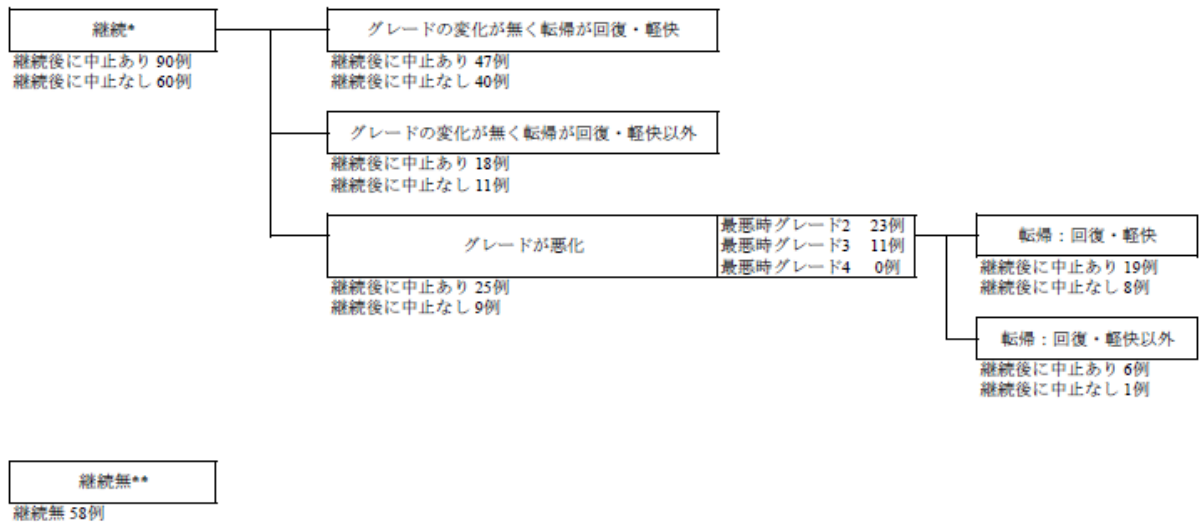 継続*
継続後に中止あり 90例
継続後に中止なし 60例
グレードの変化が無く転帰が回復・軽快
継続後に中止あり 47例
継続後に中止なし 40例
グレードの変化が無く転帰が回復・軽快以外
継続後に中止あり 18例
継続後に中止なし 11例
グレードが悪化
最悪時グレード2 23例
最悪時グレード3 11例
最悪時グレード4 0例
継続後に中止あり 25例
継続後に中止なし 9例
転帰：回復・軽快
継続後に中止あり 19例
継続後に中止なし 8例
転帰：回復・軽快以外
継続後に中止あり 6例
継続後に中止なし 1例
継続無**
継続無 58例